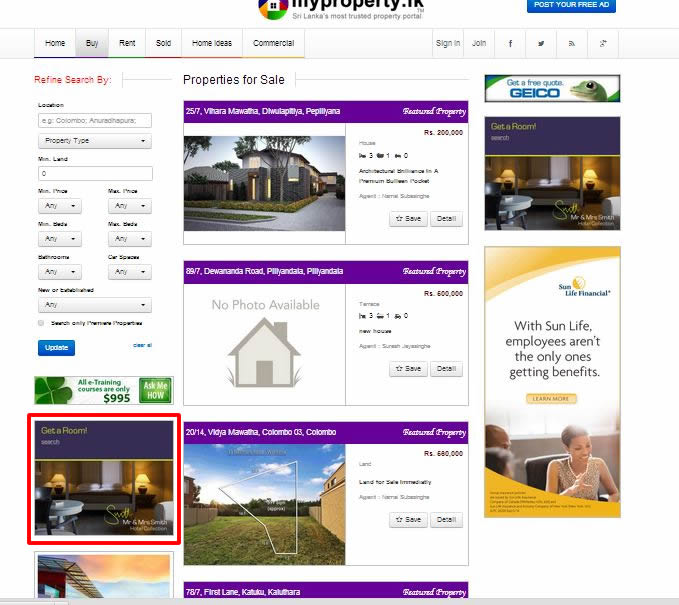 myproperty.lk
Sri Lanka's most trusted property portal
POST YOUR FREE AD
Home
Buy
Rent
Sold
Home Ideas
Commercial
Sign In
Join
Refine Search By:
Location
e.g: Colombo; Anuradhapura;
Property Type
Min. Land
0
Min. Price
Max. Price
Any
Any
Min. Beds
Max. Beds
Any
Any
Bathrooms
Car Spaces
Any
Any
New or Established
Any
Search only Premiere Properties
Update
clear all
All e-Training
courses are only
$995
Ask Me
HOW
Get a Room!
search
Smith
Mr & Mrs Smith
Hotel Collection
Properties for Sale
25/7, Vihara Mawatha, Diwulapitiya, Pepiliyana
Featured Property
Rs. 200,000
House
3 1 0
Architectural Brilliance In A
Premium Bulleen Pocket
Agent : Namal Subasinghe
Save
Detail
89/7, Dewananda Road, Piliyandala, Piliyandala
Featured Property
No Photo Available
Rs. 600,000
Terrace
3 1 0
new house
Agent : Suresh Jayasinghe
Save
Detail
20/14, Vidya Mawatha, Colombo 03, Colombo
Featured Property
(approx)
Rs. 560,000
Land
Land for Sale Immediatly
Agent : Namal Subasinghe
Save
Detail
78/7, First Lane, Katuku, Kaluthara
Featured Property
Get a free quote.
GEICO
Get a Room!
search
Smith
Mr & Mrs Smith
Hotel Collection
Sun
Life Financial
With Sun Life,
employees aren't
the only ones
getting benefits.
LEARN MORE